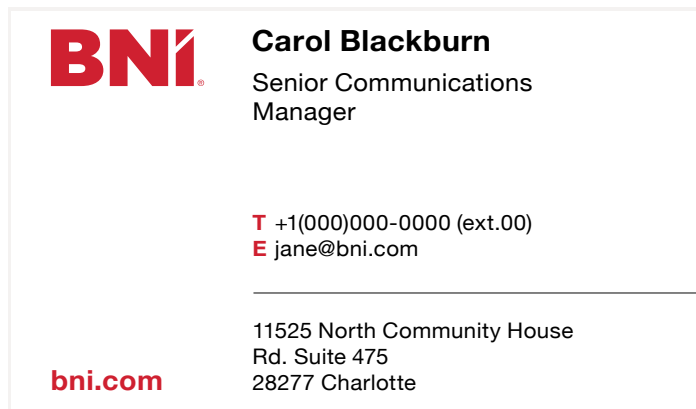 BNI®
Carol Blackburn
Senior Communications
Manager
T +1(000)000-0000 (ext.00)
E jane@bni.com
11525 North Community House
Rd. Suite 475
28277 Charlotte
bni.com